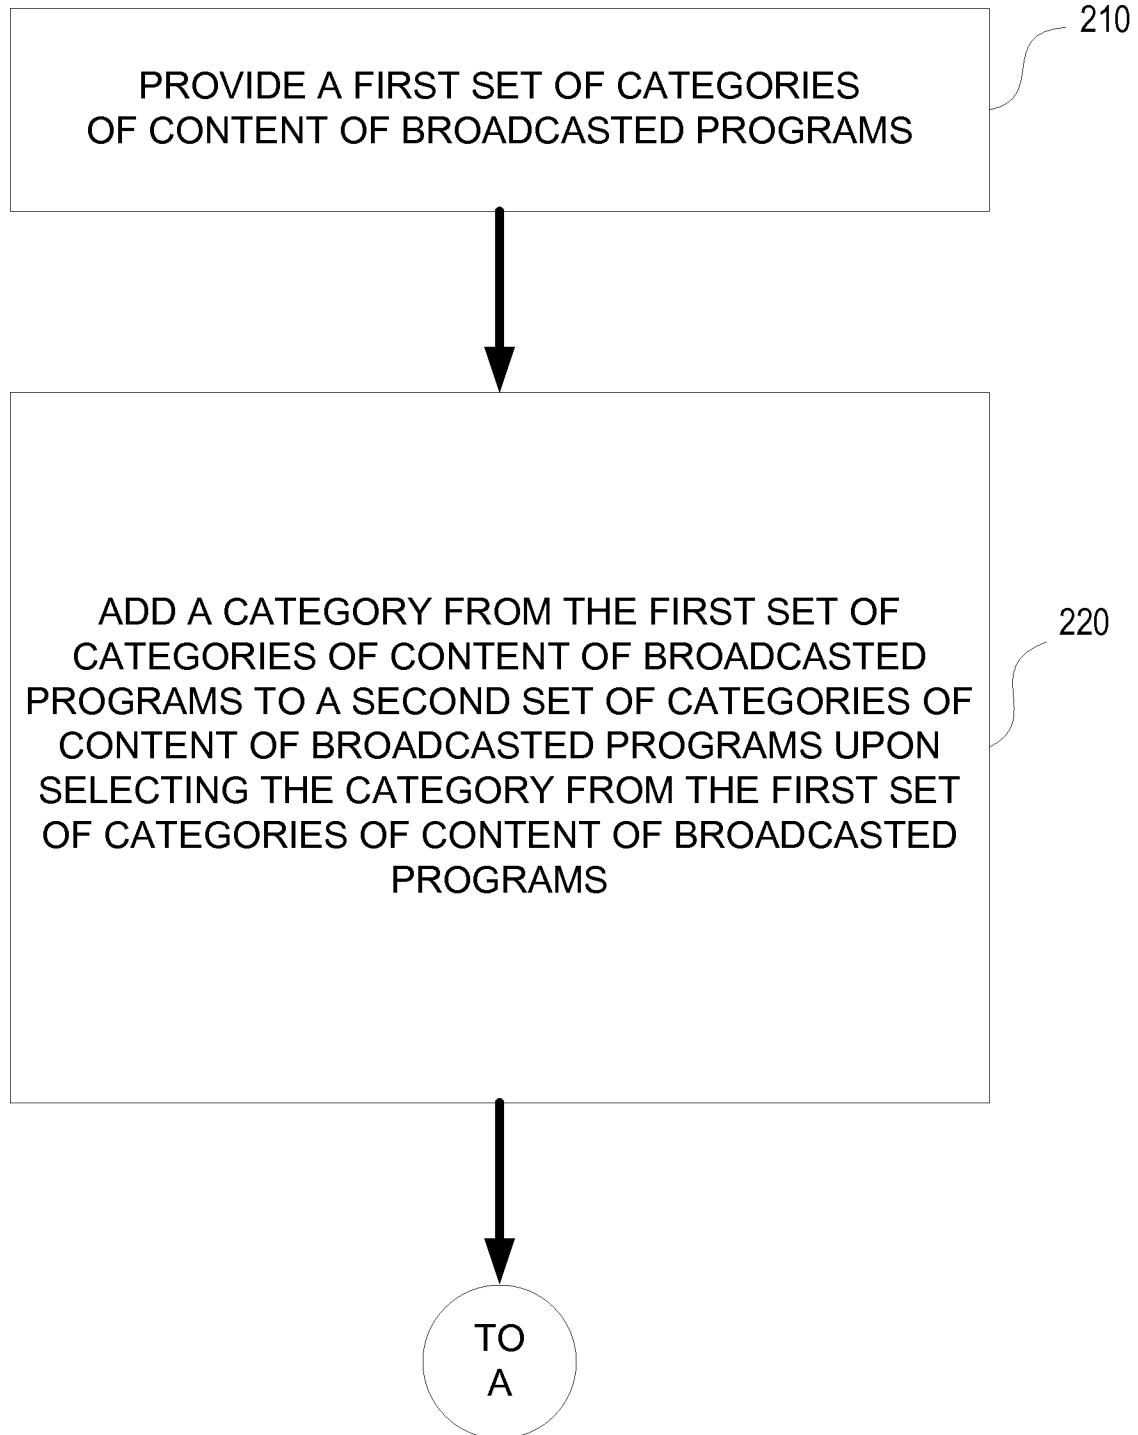 210
PROVIDE A FIRST SET OF CATEGORIES
OF CONTENT OF BROADCASTED PROGRAMS
220
ADD A CATEGORY FROM THE FIRST SET OF
CATEGORIES OF CONTENT OF BROADCASTED
PROGRAMS TO A SECOND SET OF CATEGORIES OF
CONTENT OF BROADCASTED PROGRAMS UPON
SELECTING THE CATEGORY FROM THE FIRST SET
OF CATEGORIES OF CONTENT OF BROADCASTED
PROGRAMS
TO
A